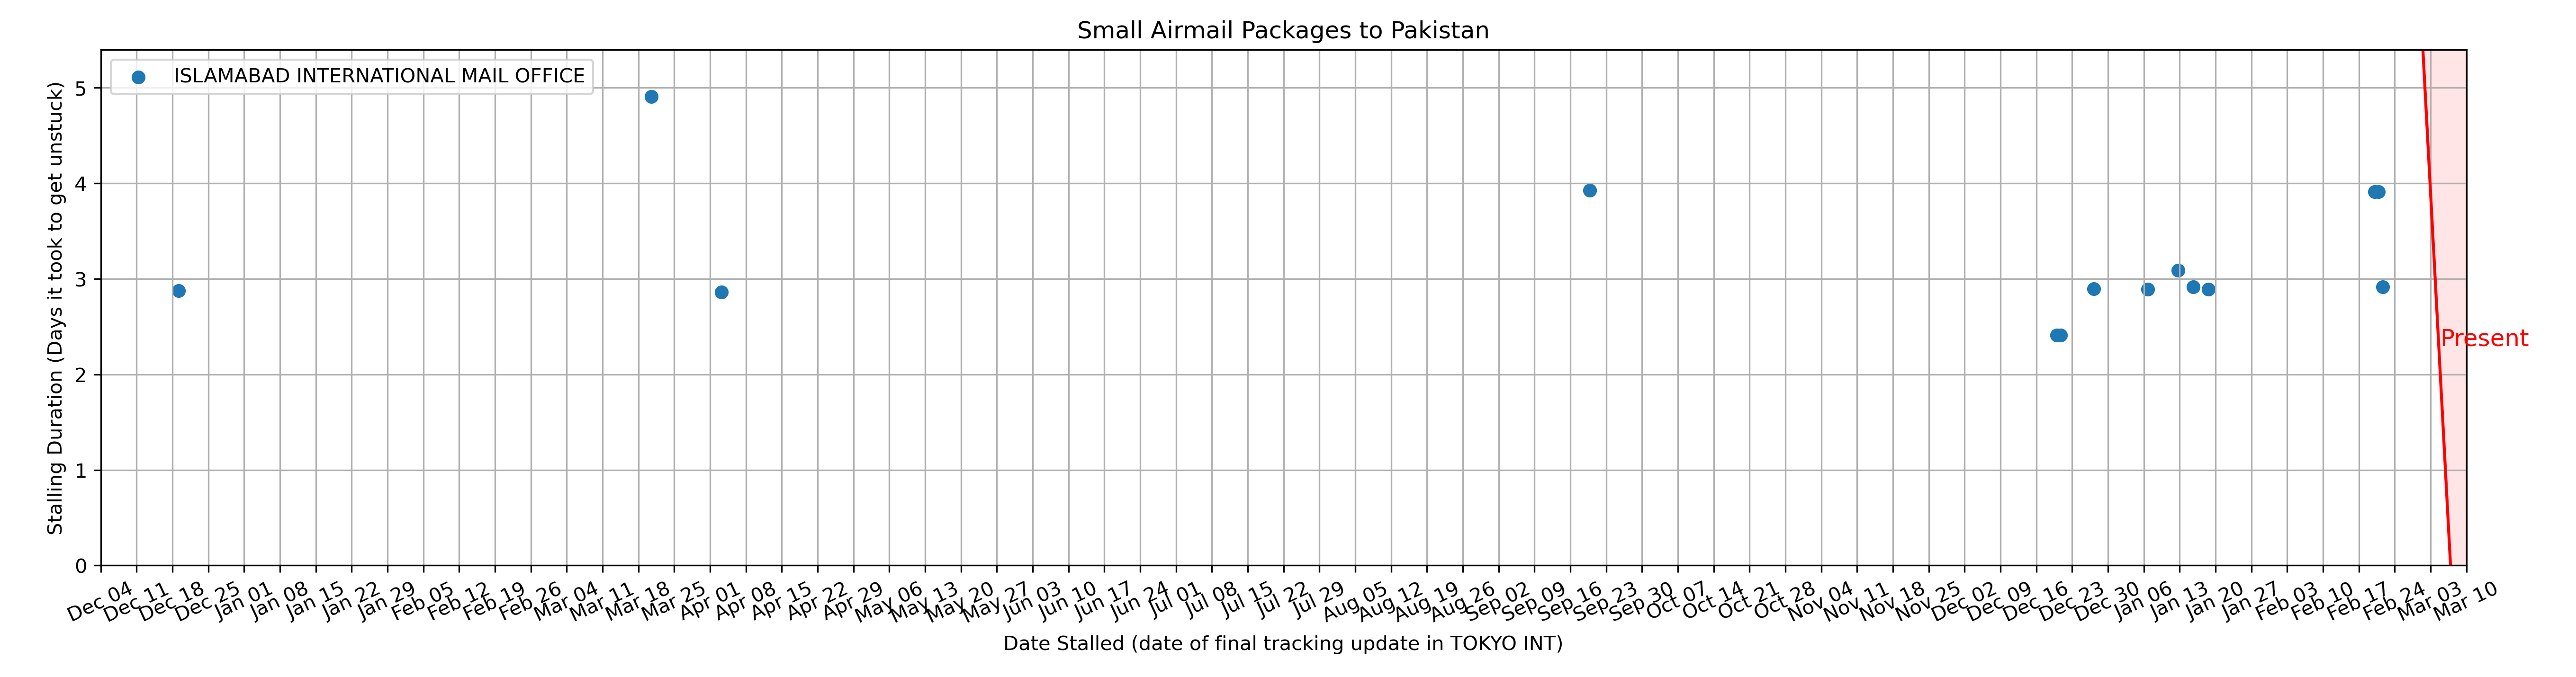 Small Airmail Packages to Pakistan
ISLAMABAD INTERNATIONAL MAIL OFFICE
Stalling Duration (Days it took to get unstuck)
5
4
3
2
1
0
Present
Dec 04 Dec 11 Dec 18 Dec 25 Jan 01 Jan 08 Jan 15 Jan 22 Jan 29 Feb 05 Feb 12 Feb 19 Feb 26 Mar 04 Mar 11 Mar 18 Mar 25 Apr 01 Apr 08 Apr 15 Apr 22 Apr 29 May 06 May 13 May 20 May 27 Jun 03 Jun 10 Jun 17 Jun 24 Jul 01 Jul 08 Jul 15 Jul 22 Jul 29 Aug 05 Aug 12 Aug 19 Aug 26 Sep 02 Sep 09 Sep 16 Sep 23 Sep 30 Oct 07 Oct 14 Oct 21 Oct 28 Nov 04 Nov 11 Nov 18 Nov 25 Dec 02 Dec 09 Dec 16 Dec 23 Dec 30 Jan 06 Jan 13 Jan 20 Jan 27 Feb 03 Feb 10 Feb 17 Feb 24 Mar 03 Mar 10
Date Stalled (date of final tracking update in TOKYO INT)